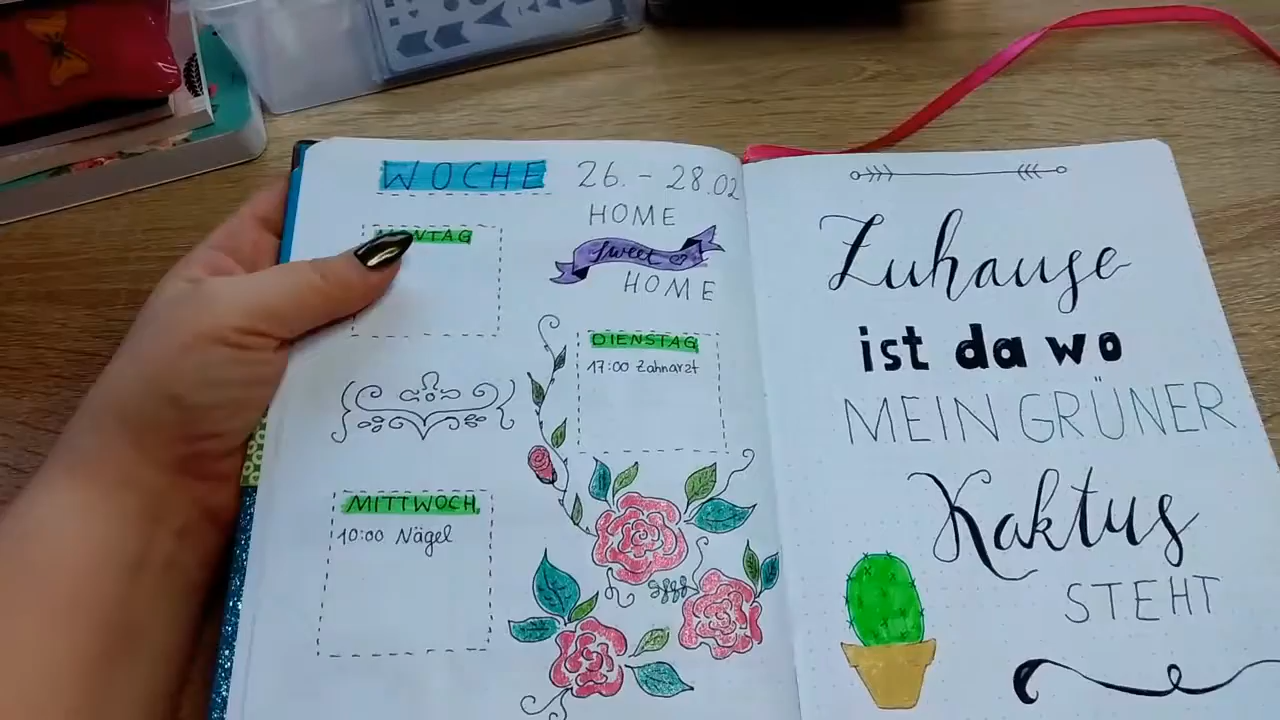 WOCHE 26. - 28.02
HOME
Sweet
HOME
MONTAG
DIENSTAG
17:00 Zahnarzt
MITTWOCH
10:00 Nägel
Zuhause
ist da wo
MEIN GRÜNER
Kaktus
STEHT